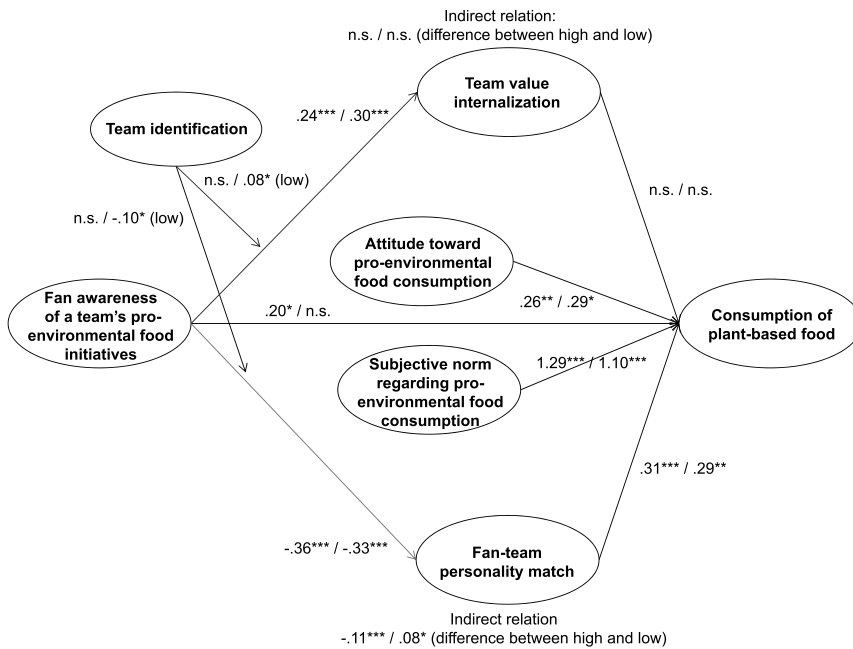 Indirect relation:
n.s. / n.s. (difference between high and low)
Team value
internalization
.24*** / .30***
Team identification
n.s. / .08* (low)
n.s. / -.10* (low)
n.s. / n.s.
Attitude toward
pro-environmental
food consumption
.26** / .29*
Fan awareness
of a team’s pro-
environmental food
initiatives
.20* / n.s.
Consumption of
plant-based food
Subjective norm
regarding pro-
environmental food
consumption
1.29*** / 1.10***
.31*** / .29**
-.36*** / -.33***
Fan-team
personality match
Indirect relation
-.11*** / .08* (difference between high and low)